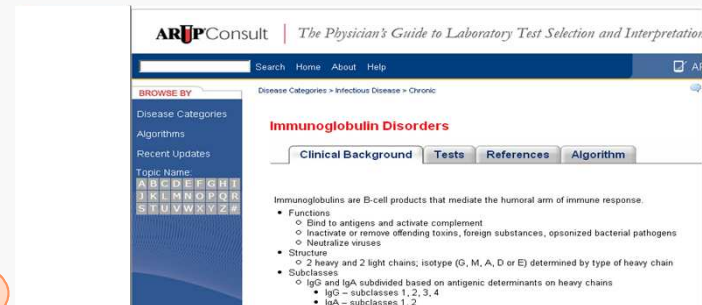 ARUP Consult | The Physician's Guide to Laboratory Test Selection and Interpretation
Search Home About Help
BROWSE BY
Disease Categories > Infectious Disease > Chronic
Disease Categories
Algorithms
Recent Updates
Topic Name:
A B C D E F G H I
J K L M N O P Q R
S T U V W X Y Z #
Immunoglobulin Disorders
Clinical Background Tests References Algorithm
Immunoglobulins are B-cell products that mediate the humoral arm of immune response.
• Functions
o Bind to antigens and activate complement
o Inactivate or remove offending toxins, foreign substances, opsonized bacterial pathogens
o Neutralize viruses
• Structure
o 2 heavy and 2 light chains; isotype (G, M, A, D or E) determined by type of heavy chain
• Subclasses
o IgG and IgA subdivided based on antigenic determinants on heavy chains
• IgG – subclasses 1, 2, 3, 4
• IgA – subclasses 1, 2